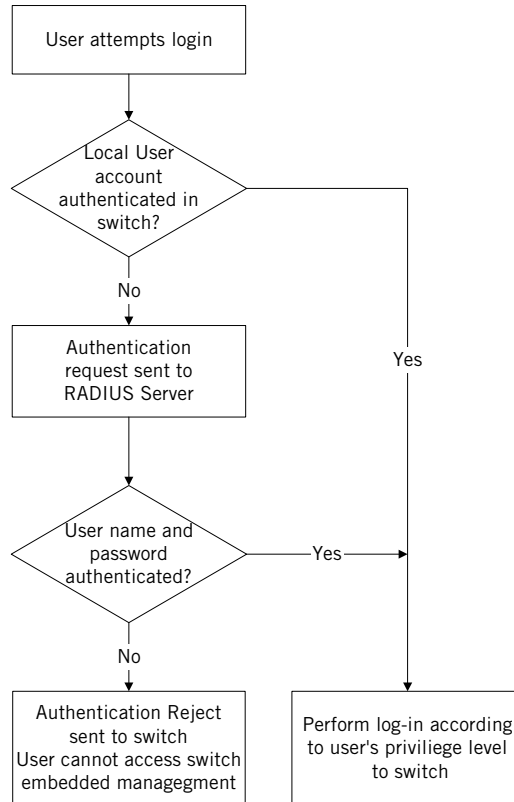 User attempts login
Local User
account
authenticated in
switch?
No
Authentication
request sent to
RADIUS Server
Yes
User name and
password
authenticated?
Yes
No
Authentication Reject
sent to switch
User cannot access switch
embedded managegment
Perform log-in according
to user's priviliege level
to switch